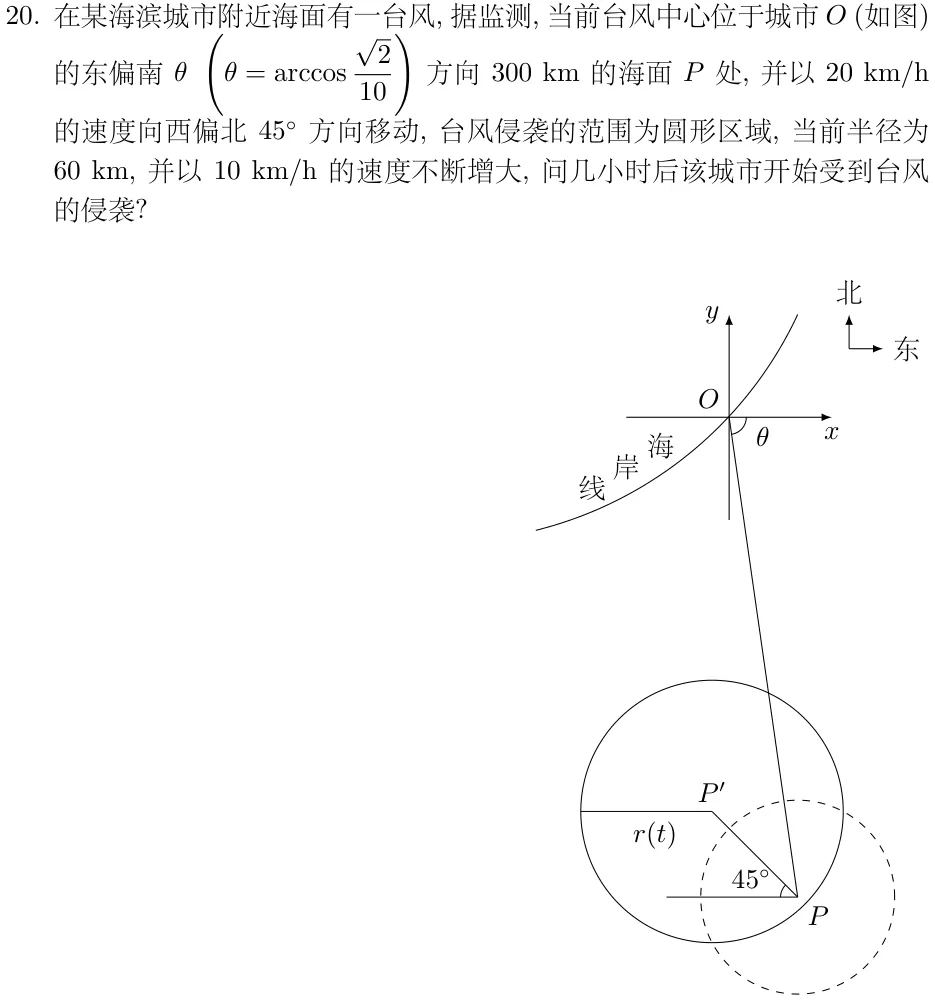 20. 在某海滨城市附近海面有一台风, 据监测, 当前台风中心位于城市 O (如图)
的东偏南 θ (θ = arccos √2/10) 方向 300 km 的海面 P 处, 并以 20 km/h
的速度向西偏北 45° 方向移动, 台风侵袭的范围为圆形区域, 当前半径为
60 km, 并以 10 km/h 的速度不断增大, 问几小时后该城市开始受到台风
的侵袭?
北
y
东
O
x
θ
海
岸
线
P′
r(t)
45°
P